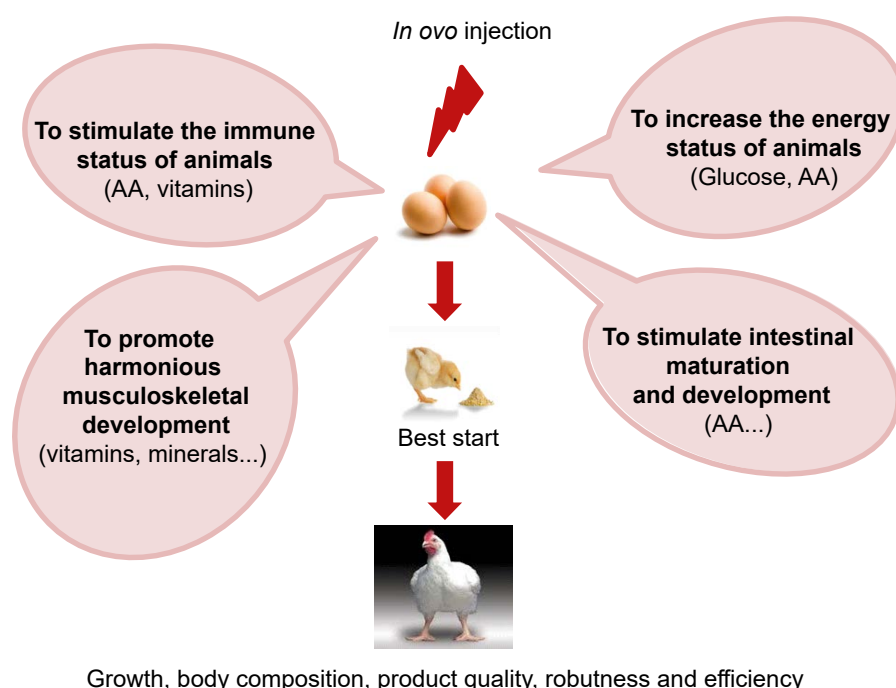 In ovo injection
To stimulate the immune
status of animals
(AA, vitamins)
To increase the energy
status of animals
(Glucose, AA)
To promote
harmonious
musculoskeletal
development
(vitamins, minerals...)
To stimulate intestinal
maturation
and development
(AA...)
Best start
Growth, body composition, product quality, robutness and efficiency